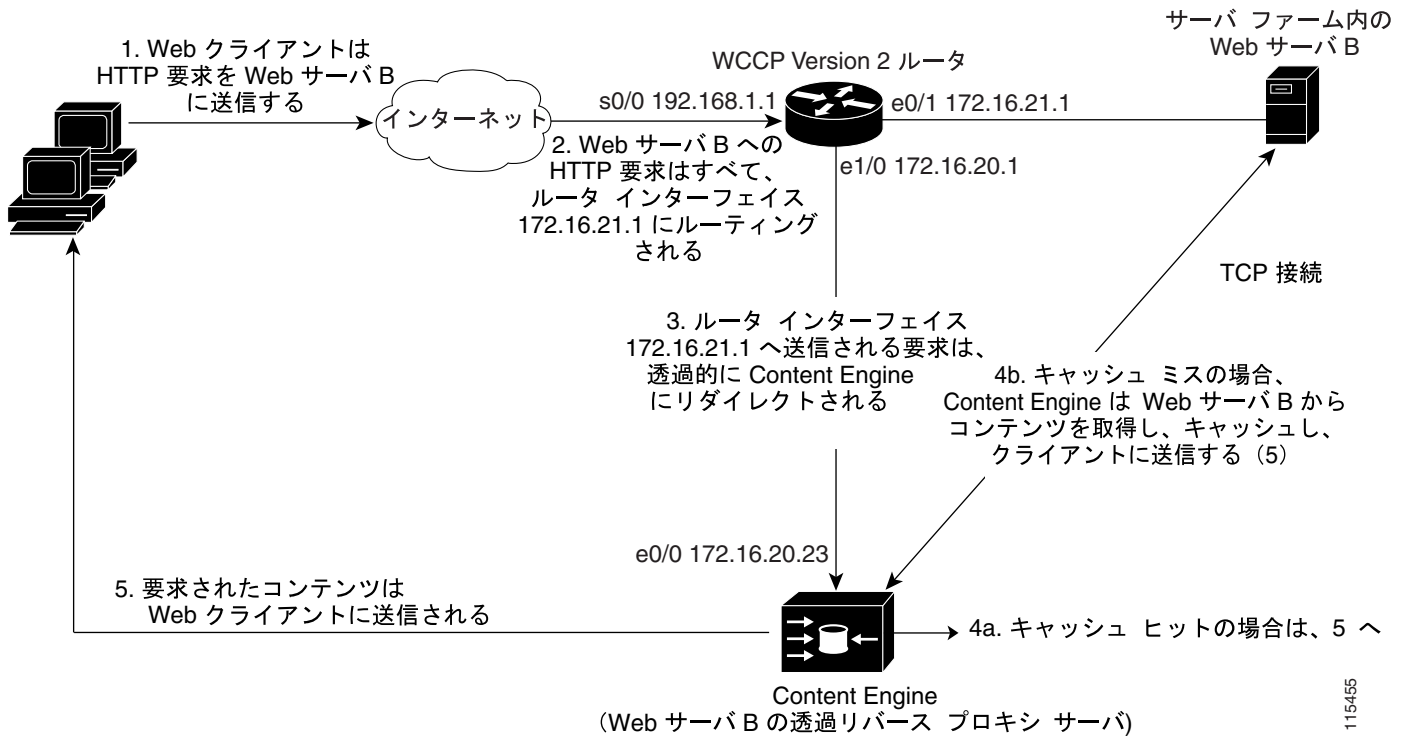 サーバ ファーム内の
Web サーバ B
1. Web クライアントは
HTTP 要求を Web サーバ B
に送信する
WCCP Version 2 ルータ
インターネット
s0/0 192.168.1.1
e0/1 172.16.21.1
2. Web サーバ B への
HTTP 要求はすべて、
ルータ インターフェイス
172.16.21.1 にルーティング
される
e1/0 172.16.20.1
TCP 接続
3. ルータ インターフェイス
172.16.21.1 へ送信される要求は、
透過的に Content Engine
にリダイレクトされる
4b. キャッシュ ミスの場合、
Content Engine は Web サーバ B から
コンテンツを取得し、キャッシュし、
クライアントに送信する（5）
e0/0 172.16.20.23
5. 要求されたコンテンツは
Web クライアントに送信される
4a. キャッシュ ヒットの場合は、5 へ
Content Engine
（Web サーバ B の透過リバース プロキシ サーバ)
115455